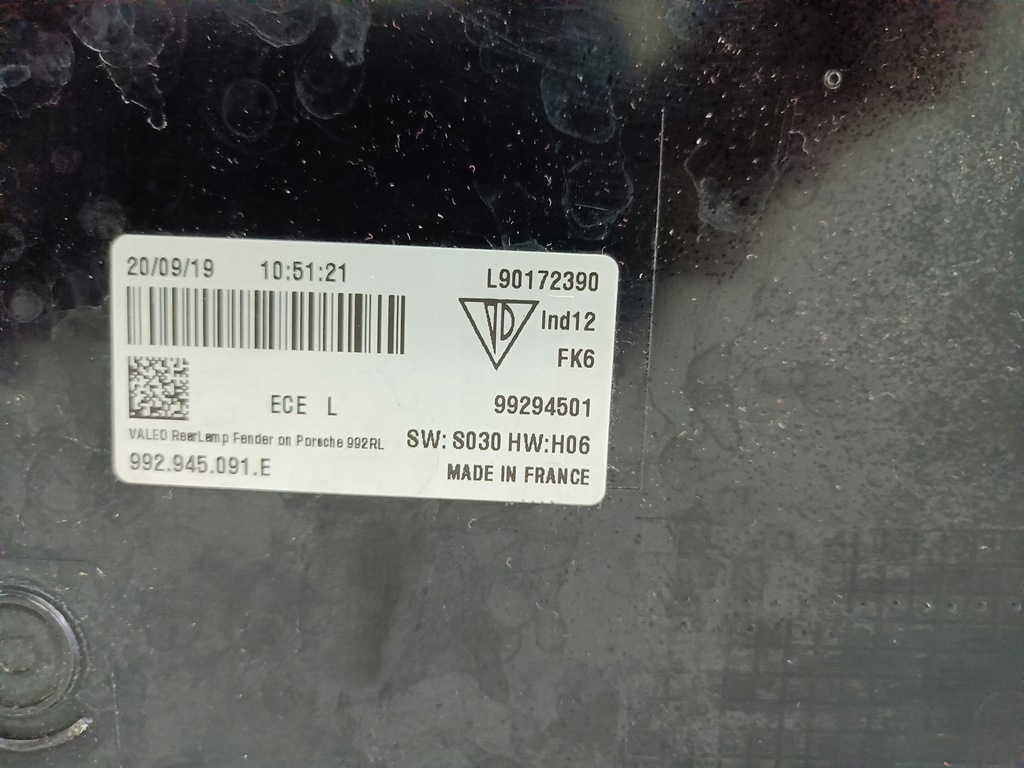 20/09/19 10:51:21
L90172390
VD Ind12
FK6
ECE L
99294501
VALEO RearLamp Fender on Porsche 992RL
SW: S030 HW:H06
992.945.091.E
MADE IN FRANCE